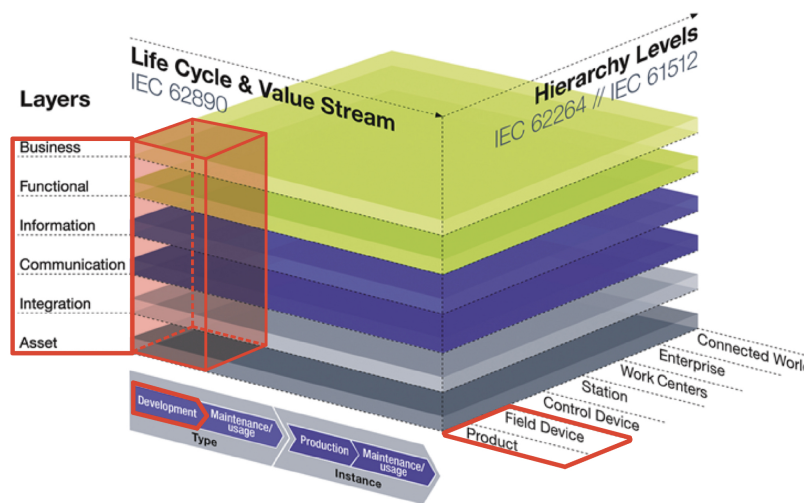 Life Cycle & Value Stream
IEC 62890
Hierarchy Levels
IEC 62264 // IEC 61512
Layers
Business
Functional
Information
Communication
Integration
Asset
Connected World
Enterprise
Work Centers
Station
Control Device
Field Device
Product
Development
Maintenance/
usage
Type
Production
Maintenance/
usage
Instance